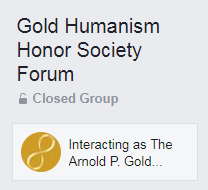 Gold Humanism
Honor Society
Forum
Closed Group
Interacting as The
Arnold P. Gold...